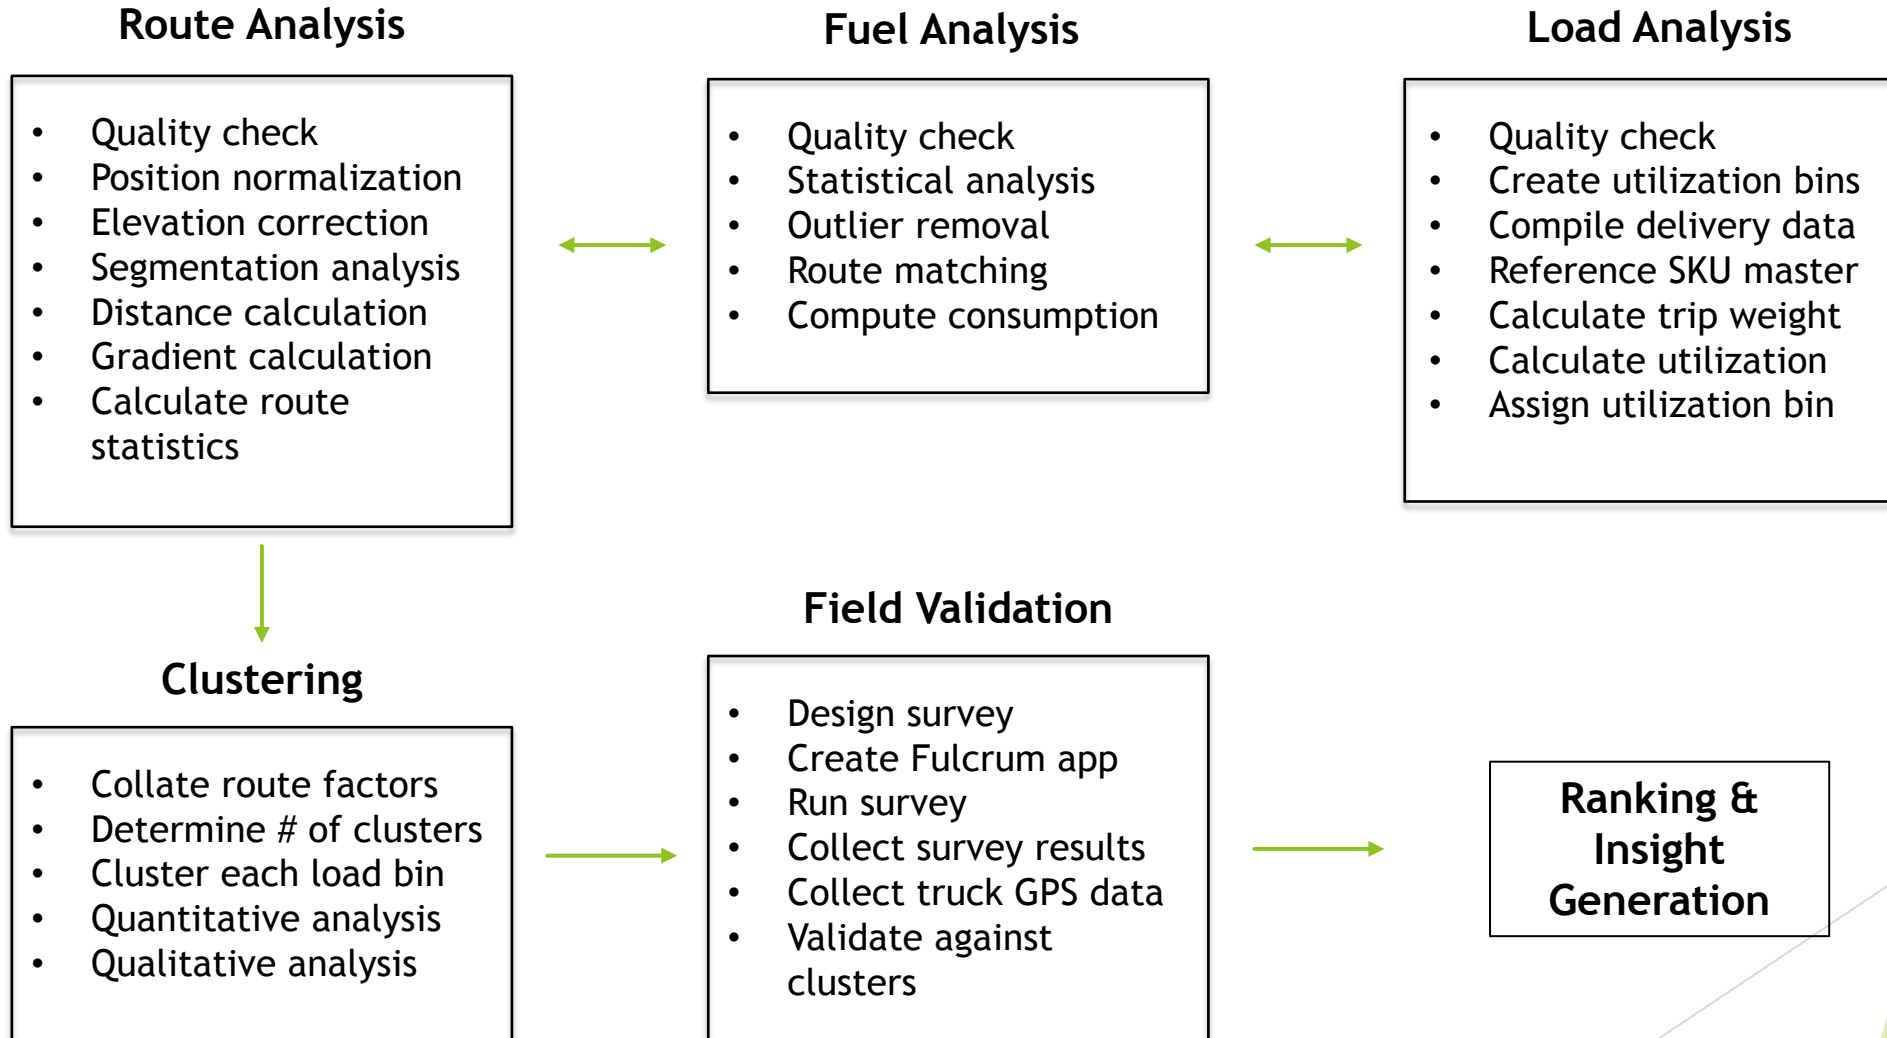 Route Analysis
• Quality check
• Position normalization
• Elevation correction
• Segmentation analysis
• Distance calculation
• Gradient calculation
• Calculate route
statistics
Fuel Analysis
• Quality check
• Statistical analysis
• Outlier removal
• Route matching
• Compute consumption
Load Analysis
• Quality check
• Create utilization bins
• Compile delivery data
• Reference SKU master
• Calculate trip weight
• Calculate utilization
• Assign utilization bin
Clustering
• Collate route factors
• Determine # of clusters
• Cluster each load bin
• Quantitative analysis
• Qualitative analysis
Field Validation
• Design survey
• Create Fulcrum app
• Run survey
• Collect survey results
• Collect truck GPS data
• Validate against
clusters
Ranking &
Insight
Generation